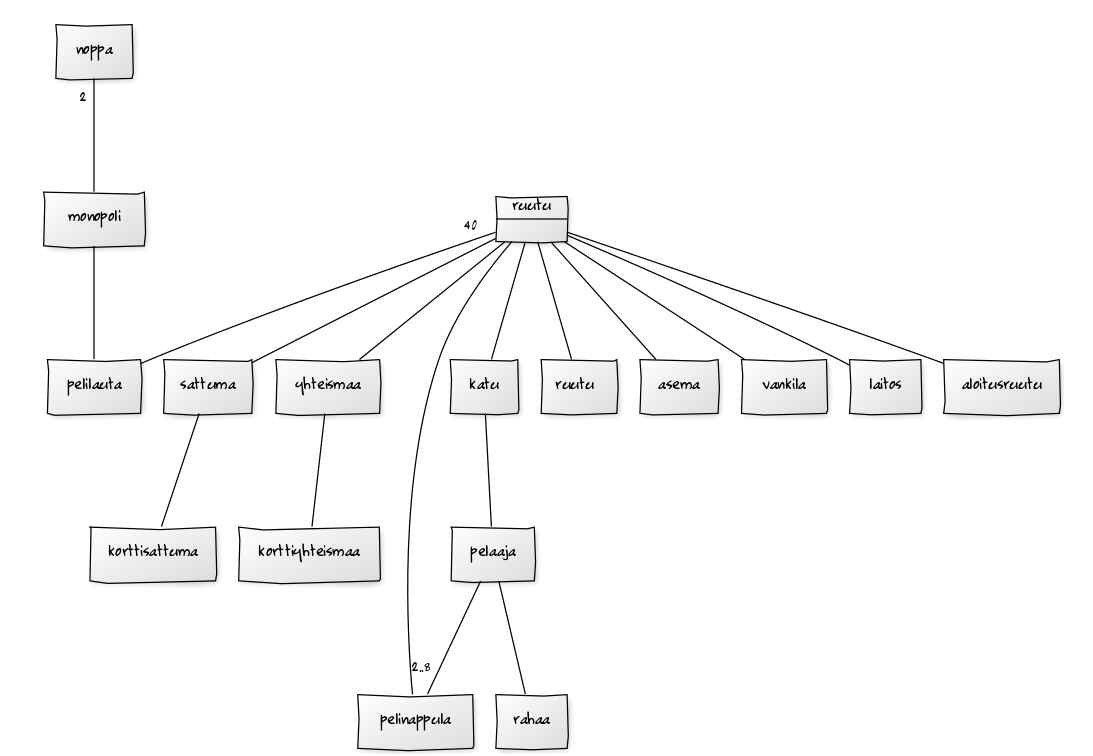 noppa
2
monopoli
ruutu
40
pelilauta
sattuma
yhteismaa
katu
ruutu
asema
vankila
laitos
aloitusruutu
korttisattuma
korttiyhteismaa
pelaaja
2..8
pelinappula
rahaa